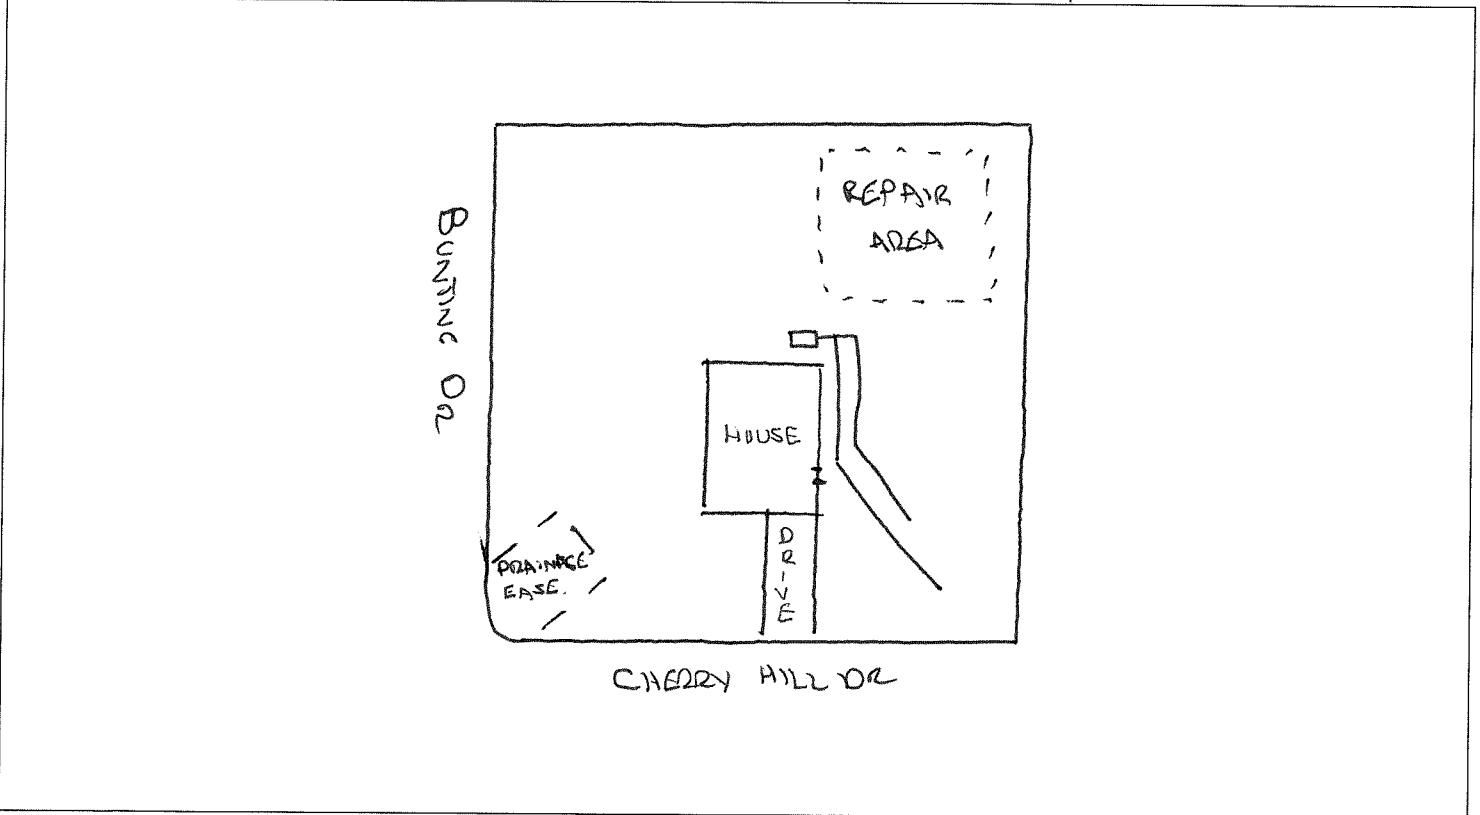 REPAIR
AREA
BUNTING DR
HOUSE
DRIVE
DRAINAGE
EASE.
CHERRY HILL DR